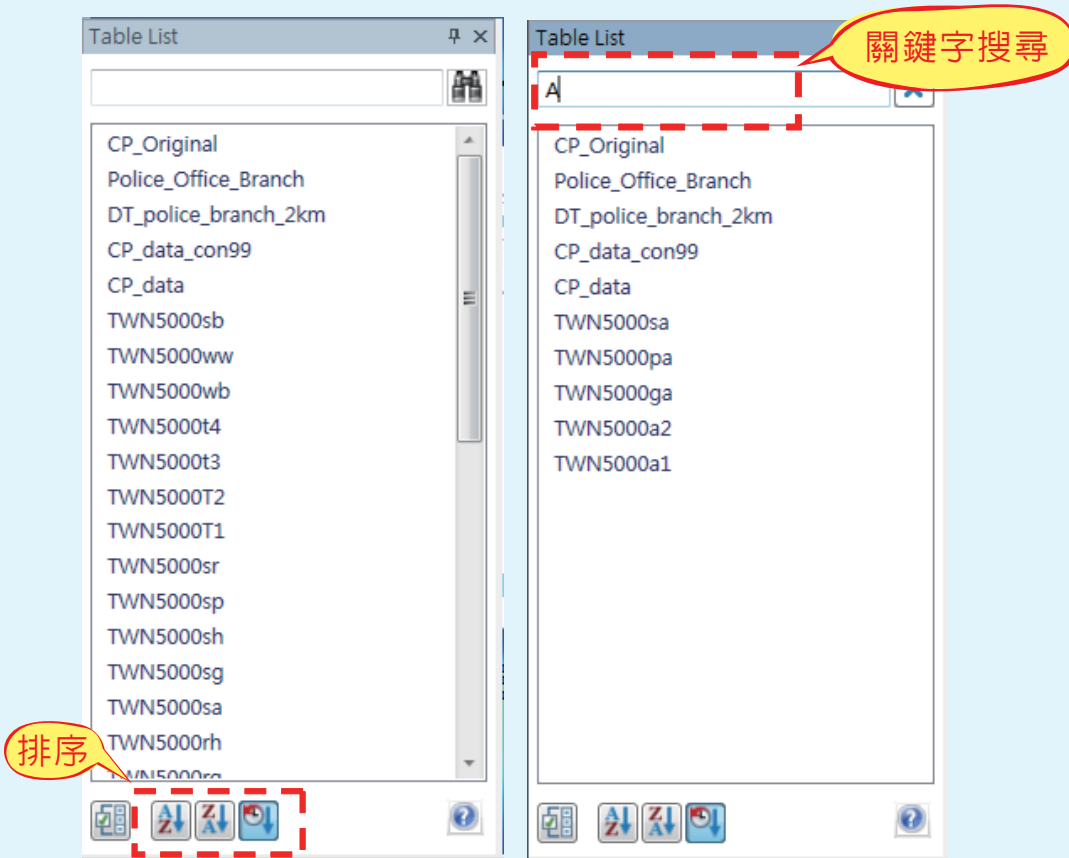 Table List
CP_Original
Police_Office_Branch
DT_police_branch_2km
CP_data_con99
CP_data
TWN5000sb
TWN5000ww
TWN5000wb
TWN5000t4
TWN5000t3
TWN5000T2
TWN5000T1
TWN5000sr
TWN5000sp
TWN5000sh
TWN5000sg
TWN5000sa
TWN5000rh
排序
Table List
關鍵字搜尋
A
CP_Original
Police_Office_Branch
DT_police_branch_2km
CP_data_con99
CP_data
TWN5000sa
TWN5000pa
TWN5000ga
TWN5000a2
TWN5000a1